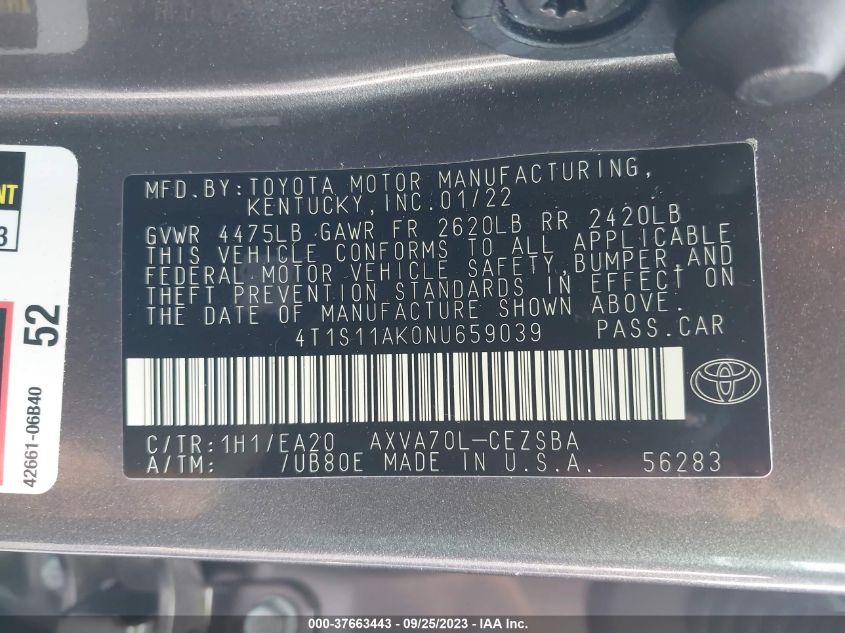 MFD.BY:TOYOTA MOTOR MANUFACTURING,
KENTUCKY,INC.01/22
GVWR 4475LB GAWR FR 2620LB RR 2420LB
THIS VEHICLE CONFORMS TO ALL APPLICABLE
FEDERAL MOTOR VEHICLE SAFETY,BUMPER,AND
THEFT PREVENTION STANDARDS IN EFFECT ON
THE DATE OF MANUFACTURE SHOWN ABOVE.
4T1S11AK0NU659039 PASS.CAR
C/TR:1H1/EA20 AXVA70L-CEZSBA
A/TM: /UB80E MADE IN U.S.A. 56283
NT
3
52
42661-06B40
000-37663443 - 09/25/2023 - IAA Inc.